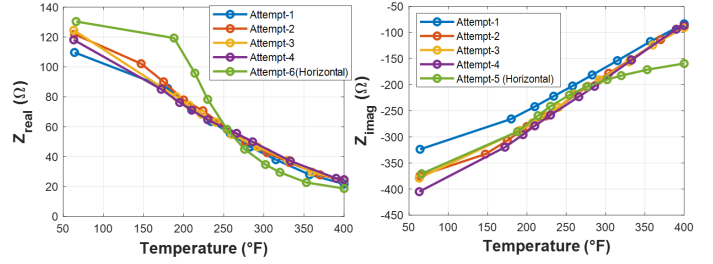 140
120
100
80
60
40
20
0
Z_real (Ω)
Attempt-1
Attempt-2
Attempt-3
Attempt-4
Attempt-6(Horizontal)
50 100 150 200 250 300 350 400
Temperature (°F)
-50
-100
-150
-200
-250
-300
-350
-400
-450
Z_imag (Ω)
Attempt-1
Attempt-2
Attempt-3
Attempt-4
Attempt-5 (Horizontal)
50 100 150 200 250 300 350 400
Temperature (°F)